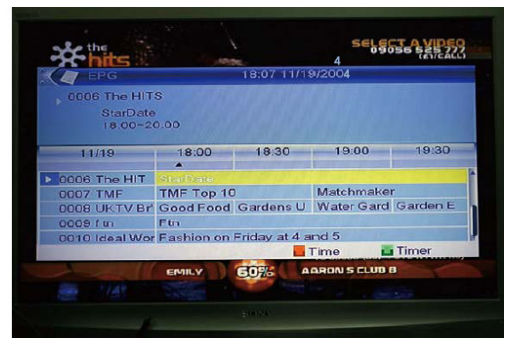 the
hits
SELECT A VIDEO
09056 525 777
(£1/CALL)
4
EPG 18:07 11/19/2004
0006 The HITS
StarDate
18:00~20:00
11/19 18:00 18:30 19:00 19:30
0006 The HIT StarDate
0007 TMF TMF Top 10 Matchmaker
0008 UKTV Br' Good Food Gardens U Water Gard Garden E
0009 f tn Ftn
0010 Ideal Wor Fashion on Friday at 4 and 5
Time Timer
EMILY 60% AARON S CLUB 8
SONY